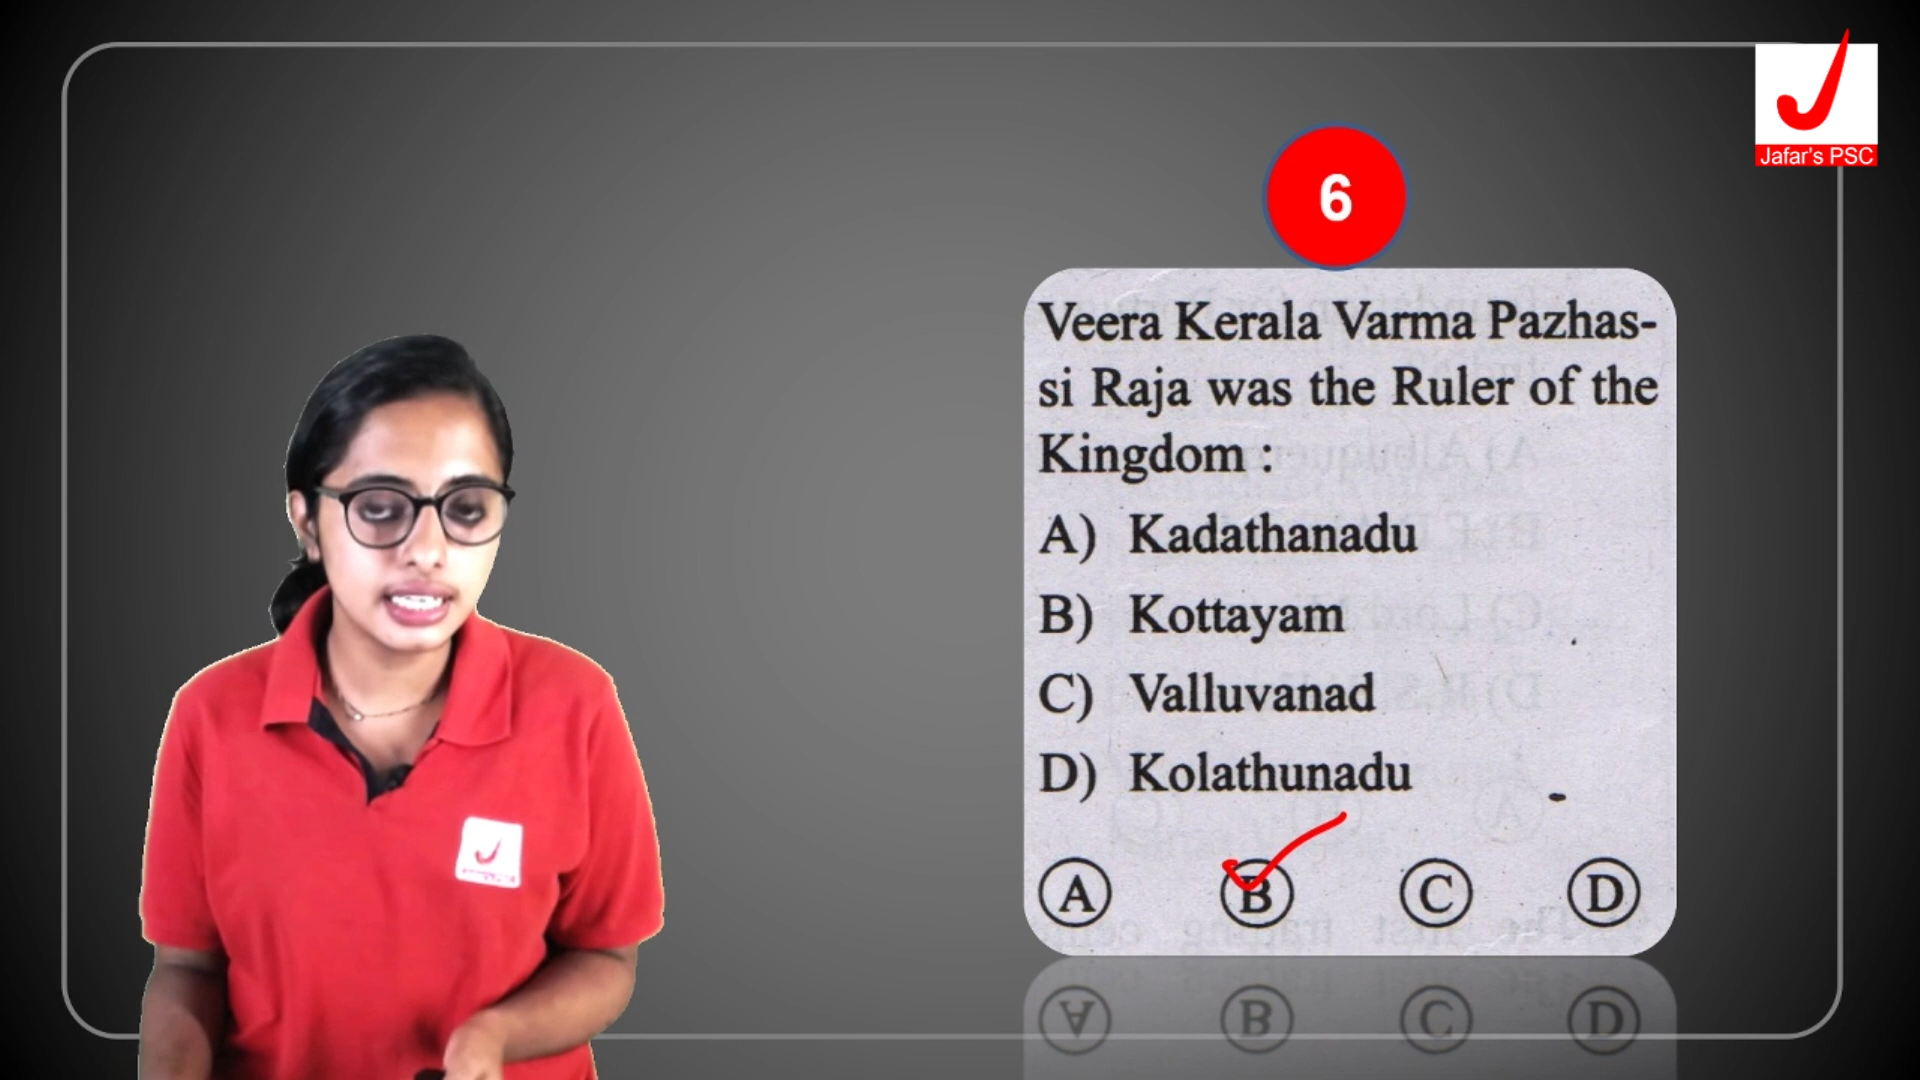 Jafar's PSC
6
Veera Kerala Varma Pazhas-
si Raja was the Ruler of the
Kingdom :
A) Kadathanadu
B) Kottayam
C) Valluvanad
D) Kolathunadu
A B C D